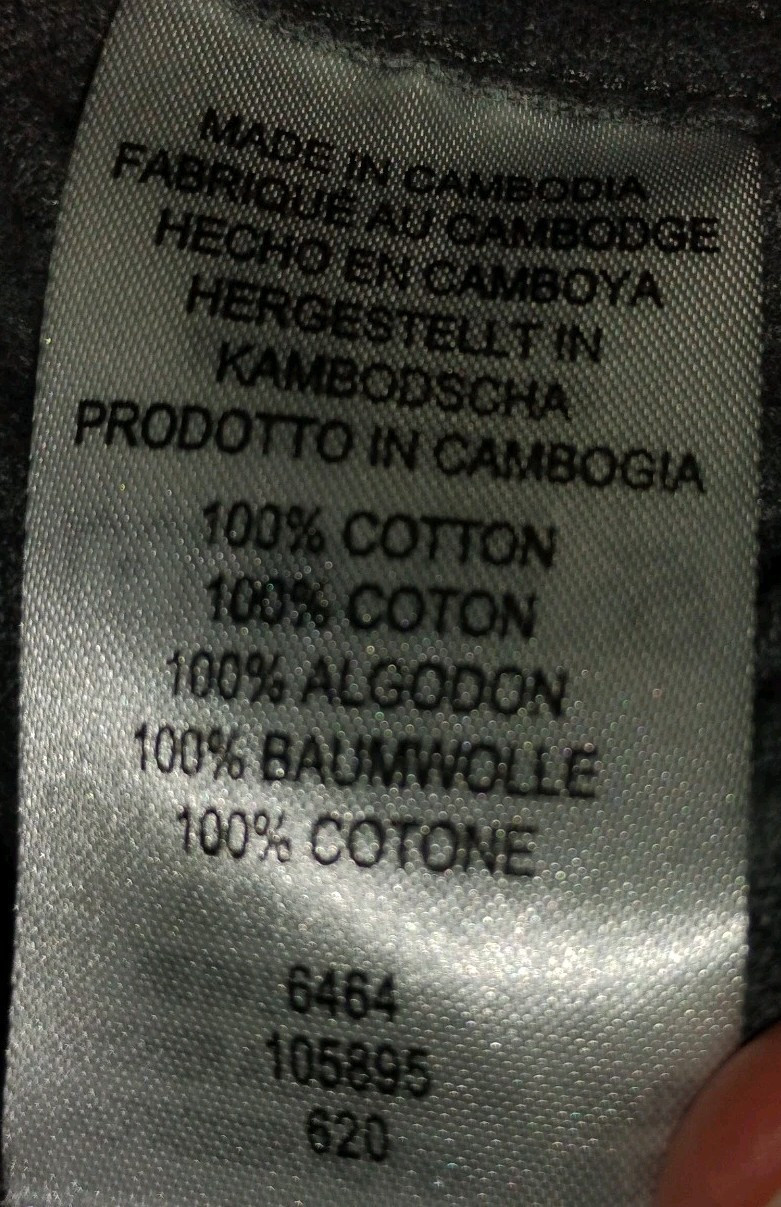 MADE IN CAMBODIA
FABRIQUÉ AU CAMBODGE
HECHO EN CAMBOYA
HERGESTELLT IN
KAMBODSCHA
PRODOTTO IN CAMBOGIA
100% COTTON
100% COTON
100% ALGODON
100% BAUMWOLLE
100% COTONE
6464
105895
620